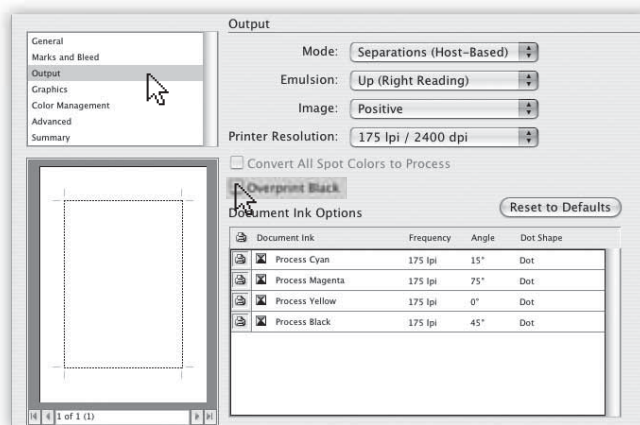 Output
General
Marks and Bleed
Output
Graphics
Color Management
Advanced
Summary
Mode: Separations (Host-Based)
Emulsion: Up (Right Reading)
Image: Positive
Printer Resolution: 175 lpi / 2400 dpi
Convert All Spot Colors to Process
Overprint Black
Document Ink Options
Reset to Defaults
Document Ink Frequency Angle Dot Shape
Process Cyan 175 lpi 15° Dot
Process Magenta 175 lpi 75° Dot
Process Yellow 175 lpi 0° Dot
Process Black 175 lpi 45° Dot
1 of 1 (1)